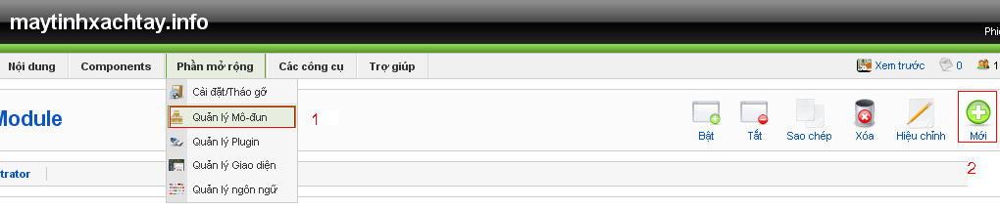 maytinhxachtay.info
Phi
Nội dung Components Phần mở rộng Các công cụ Trợ giúp Xem trước 0 1
Cài đặt/Tháo gỡ
Quản lý Mô-đun 1
Quản lý Plugin
Quản lý Giao diện
Quản lý ngôn ngữ
Module
Bật Tắt Sao chép Xóa Hiệu chỉnh Mới
trator 2